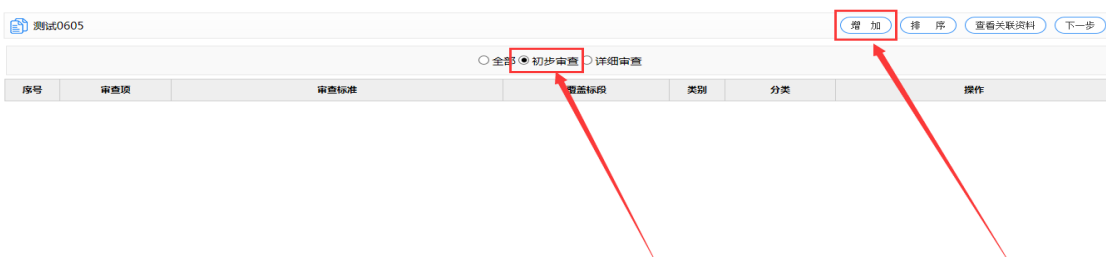 测试0605 增 加 排 序 查看关联资料 下一步
全部 初步审查 详细审查
序号 审查项 审查标准 覆盖标段 类别 分类 操作